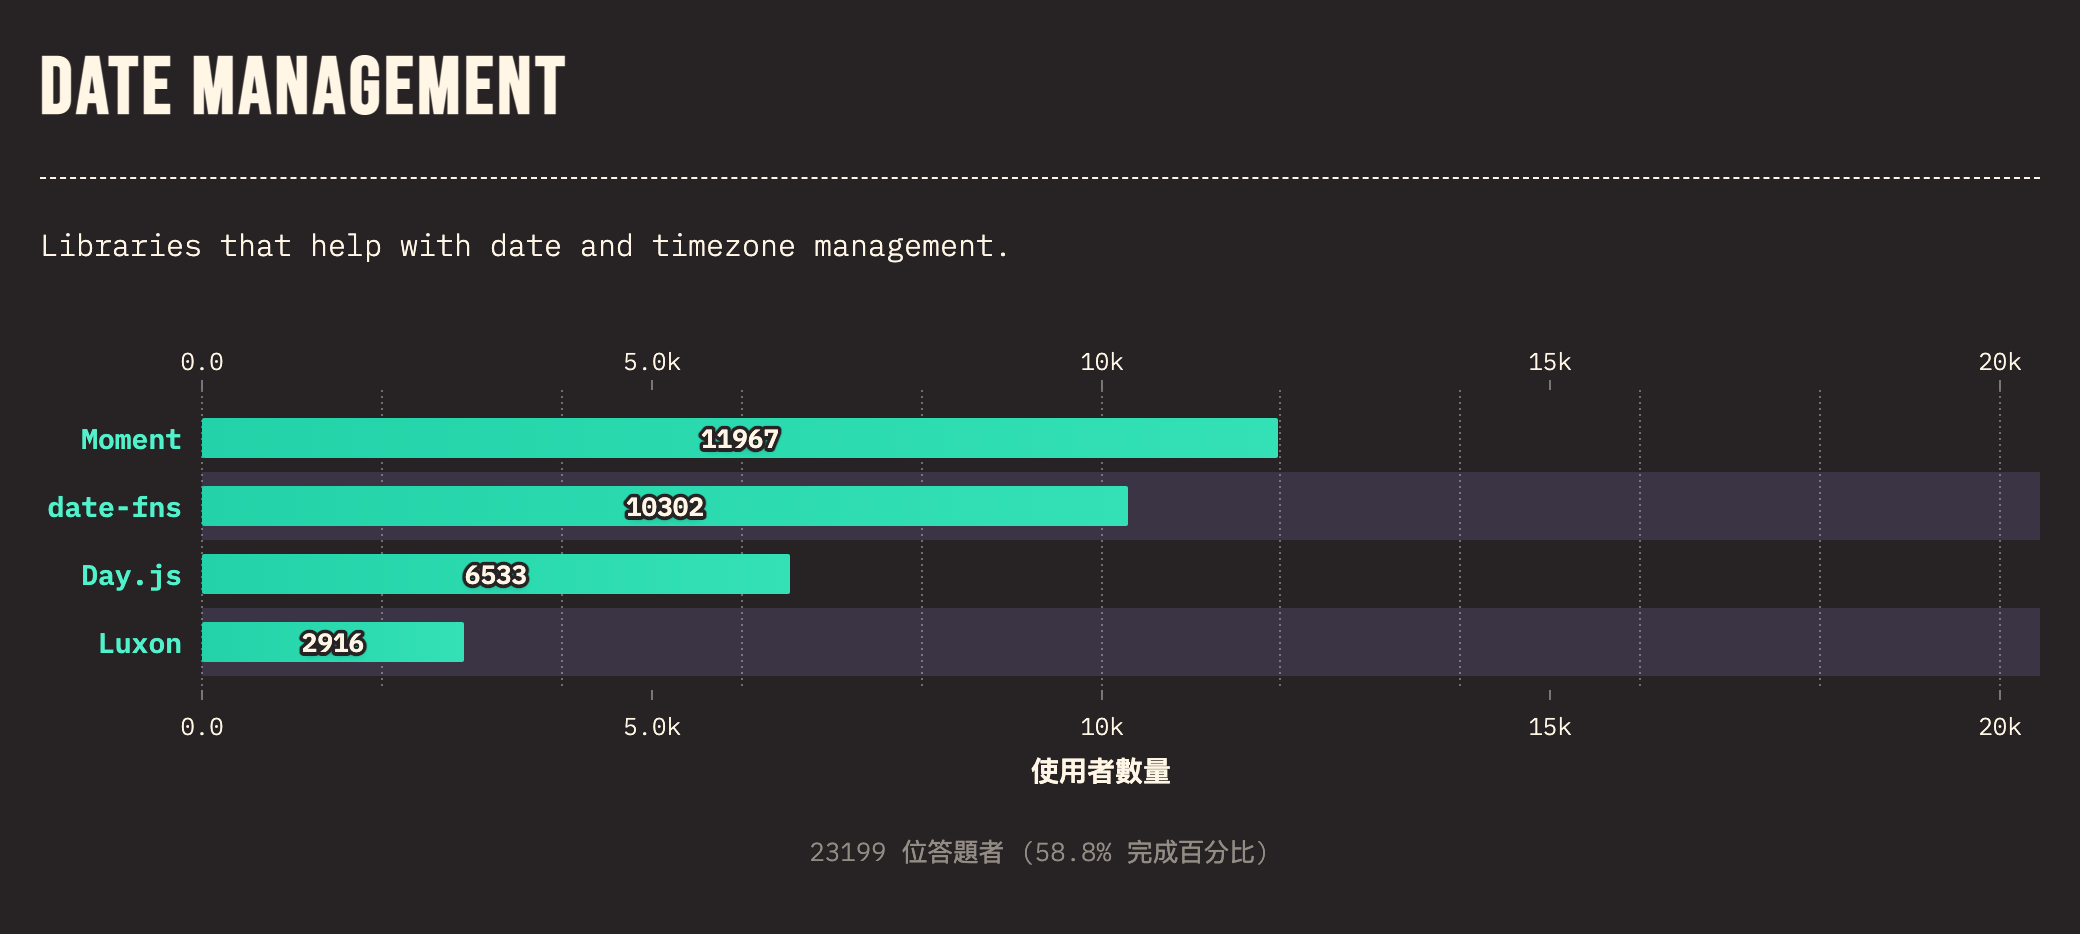 DATE MANAGEMENT
Libraries that help with date and timezone management.
0.0 5.0k 10k 15k 20k
Moment 11967
date-fns 10302
Day.js 6533
Luxon 2916
0.0 5.0k 10k 15k 20k
使用者數量
23199 位答題者 (58.8% 完成百分比)